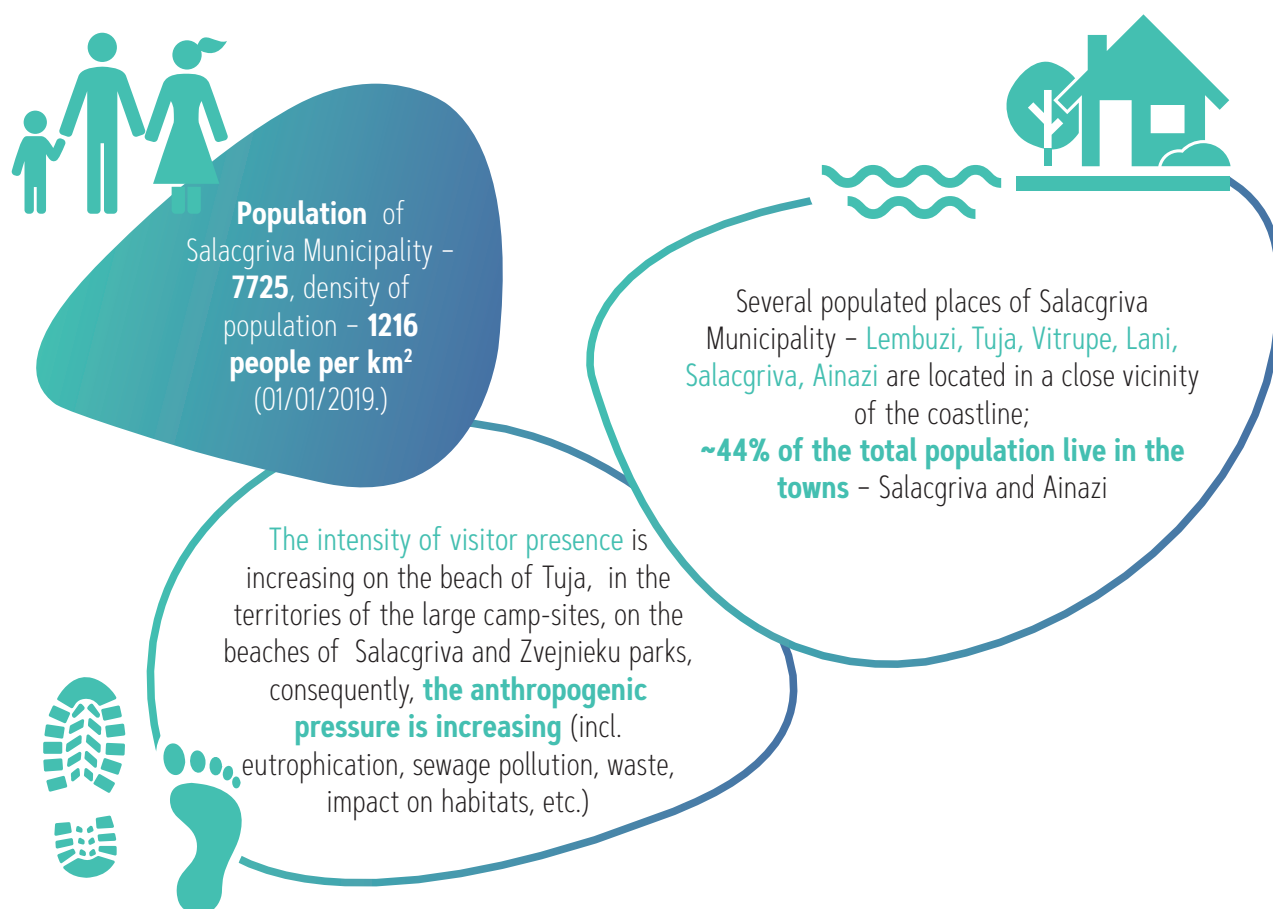 Population of
Salacgriva Municipality –
7725, density of
population – 1216
people per km²
(01/01/2019.)
Several populated places of Salacgriva
Municipality – Lembuzi, Tuja, Vitrupe, Lani,
Salacgriva, Ainazi are located in a close vicinity
of the coastline;
~44% of the total population live in the
towns – Salacgriva and Ainazi
The intensity of visitor presence is
increasing on the beach of Tuja, in the
territories of the large camp-sites, on the
beaches of Salacgriva and Zvejnieku parks,
consequently, the anthropogenic
pressure is increasing (incl.
eutrophication, sewage pollution, waste,
impact on habitats, etc.)